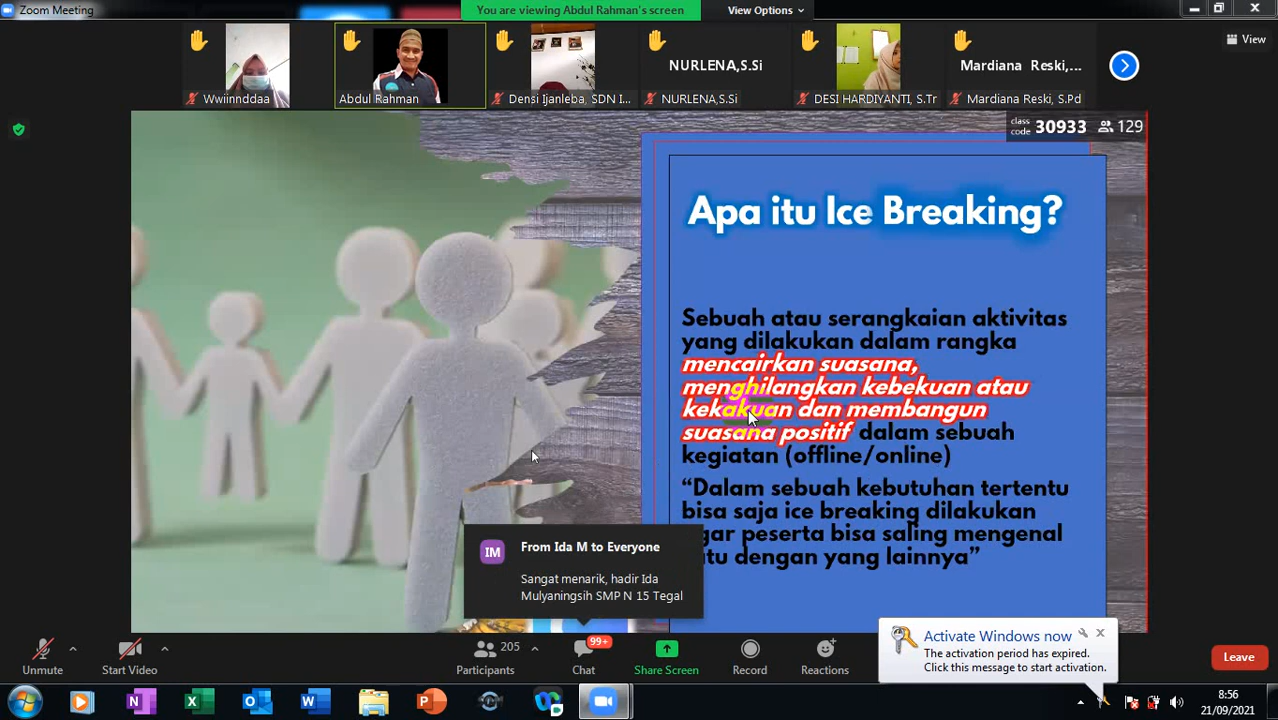 Zoom Meeting
You are viewing Abdul Rahman's screen
View Options
View
Wwiinnddaa
Abdul Rahman
Densi Ijanleba, SDN I...
NURLENA,S.Si
NURLENA,S.Si
DESI HARDIYANTI, S.Tr
Mardiana Reski,...
Mardiana Reski, S.Pd
class code 30933 129
Apa itu Ice Breaking?
Sebuah atau serangkaian aktivitas
yang dilakukan dalam rangka
mencairkan suasana,
menghilangkan kebekuan atau
kekakuan dan membangun
suasana positif dalam sebuah
kegiatan (offline/online)
“Dalam sebuah kebutuhan tertentu
bisa saja ice breaking dilakukan
gar peserta bisa saling mengenal
tu dengan yang lainnya”
IM
From Ida M to Everyone
Sangat menarik, hadir Ida
Mulyaningsih SMP N 15 Tegal
Unmute
Start Video
205
Participants
99+
Chat
Share Screen
Record
Reactions
Leave
Activate Windows now
The activation period has expired.
Click this message to start activation.
8:56
21/09/2021